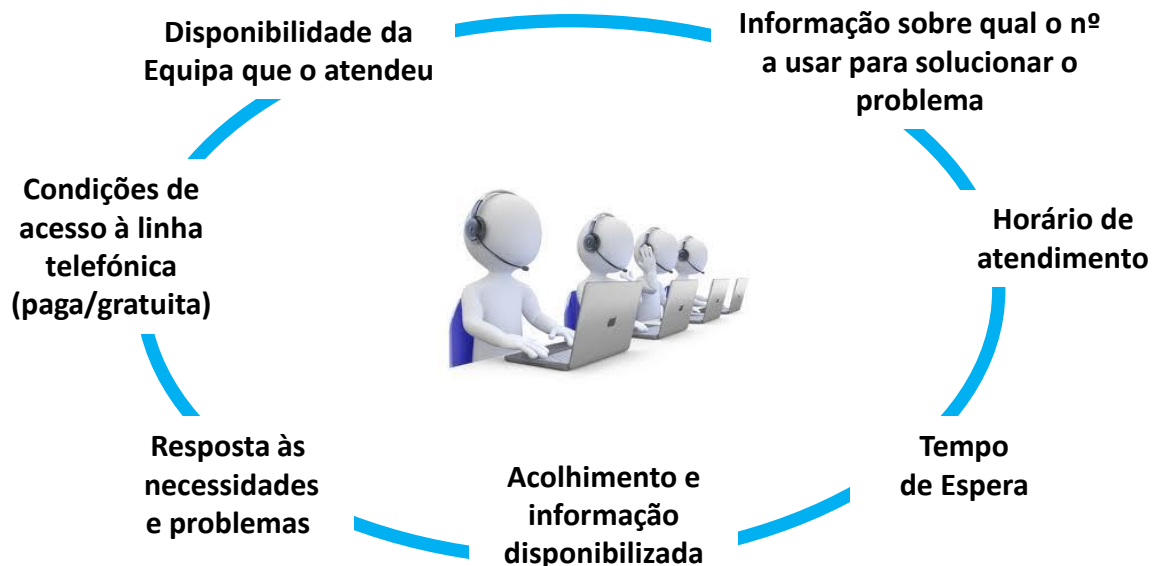 Disponibilidade da
Equipa que o atendeu
Informação sobre qual o nº
a usar para solucionar o
problema
Horário de
atendimento
Tempo
de Espera
Acolhimento e
informação
disponibilizada
Resposta às
necessidades
e problemas
Condições de
acesso à linha
telefónica
(paga/gratuita)